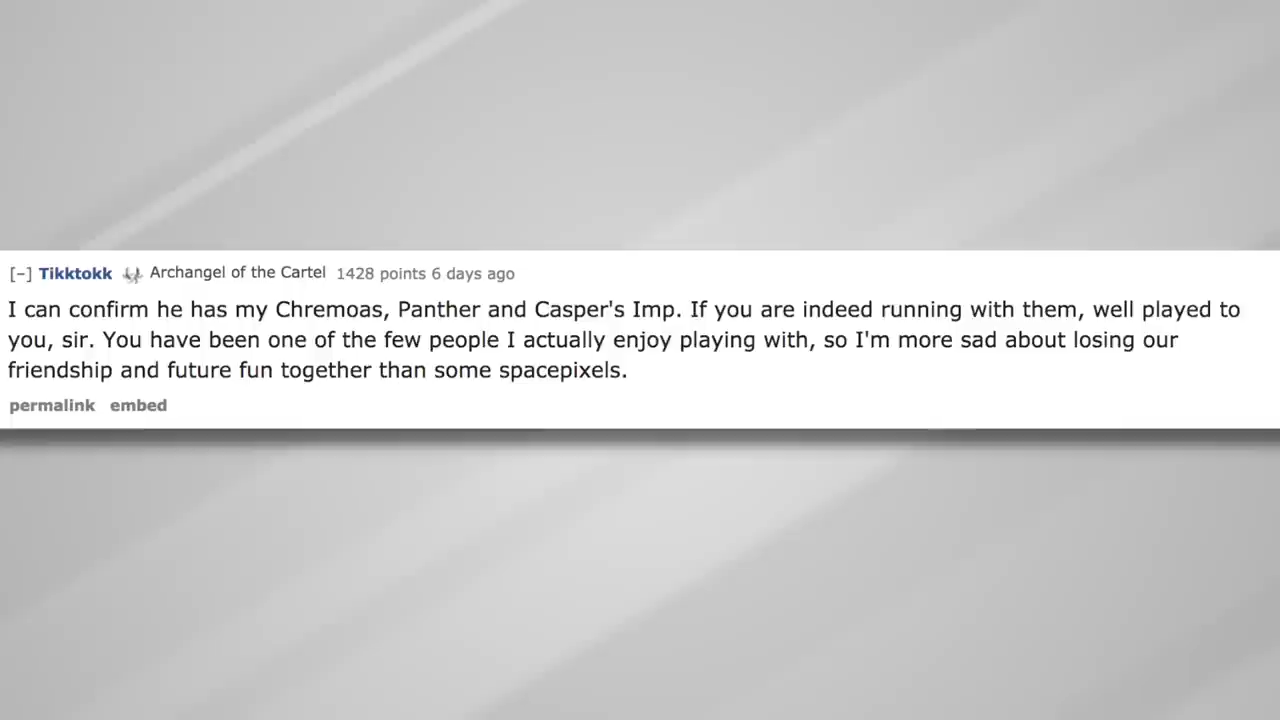 [–] Tikktokk Archangel of the Cartel 1428 points 6 days ago
I can confirm he has my Chremoas, Panther and Casper's Imp. If you are indeed running with them, well played to
you, sir. You have been one of the few people I actually enjoy playing with, so I'm more sad about losing our
friendship and future fun together than some spacepixels.
permalink embed